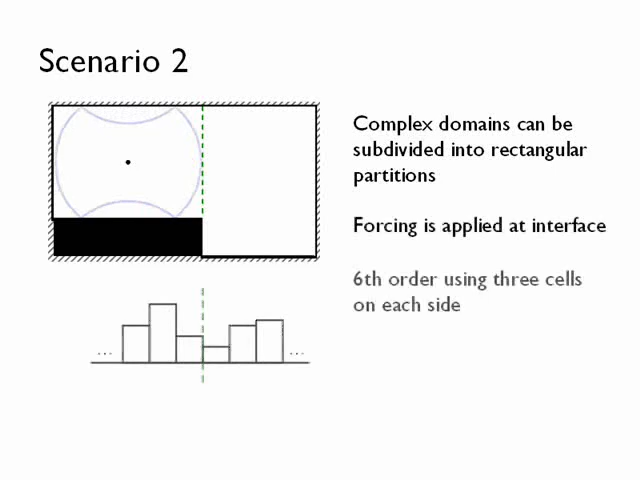 Scenario 2
Complex domains can be
subdivided into rectangular
partitions
Forcing is applied at interface
6th order using three cells
on each side
... ...